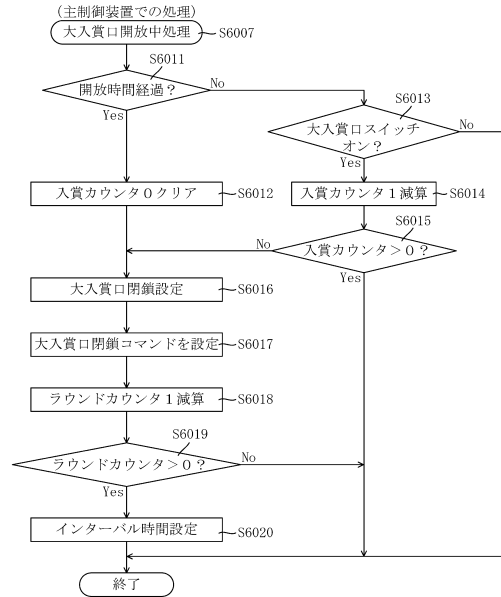 (主制御装置での処理)
大入賞口開放中処理
S6007
S6011
開放時間経過?
No
Yes
S6013
大入賞口スイッチ
オン?
No
Yes
入賞カウンタ0クリア
S6012
入賞カウンタ1減算
S6014
S6015
入賞カウンタ>0?
No
Yes
大入賞口閉鎖設定
S6016
大入賞口閉鎖コマンドを設定
S6017
ラウンドカウンタ1減算
S6018
S6019
ラウンドカウンタ>0?
No
Yes
インターバル時間設定
S6020
終了